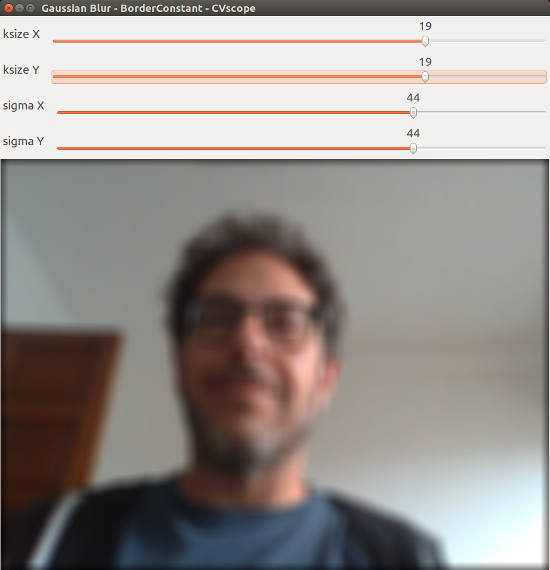 Gaussian Blur - BorderConstant - CVscope
ksize X 19
ksize Y 19
sigma X 44
sigma Y 44